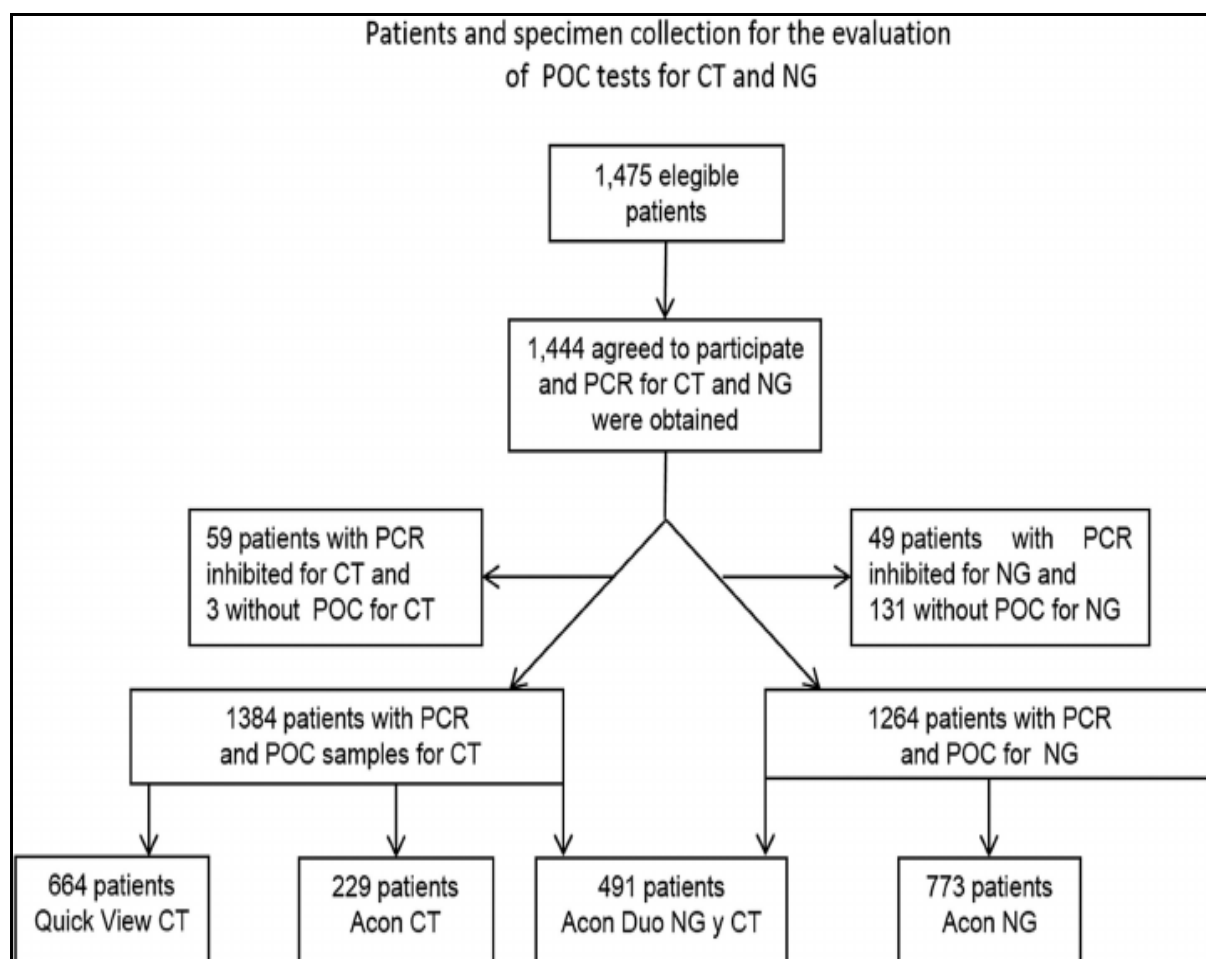 Patients and specimen collection for the evaluation
of POC tests for CT and NG
1,475 elegible
patients
1,444 agreed to participate
and PCR for CT and NG
were obtained
59 patients with PCR
inhibited for CT and
3 without POC for CT
49 patients with PCR
inhibited for NG and
131 without POC for NG
1384 patients with PCR
and POC samples for CT
1264 patients with PCR
and POC for NG
664 patients
Quick View CT
229 patients
Acon CT
491 patients
Acon Duo NG y CT
773 patients
Acon NG